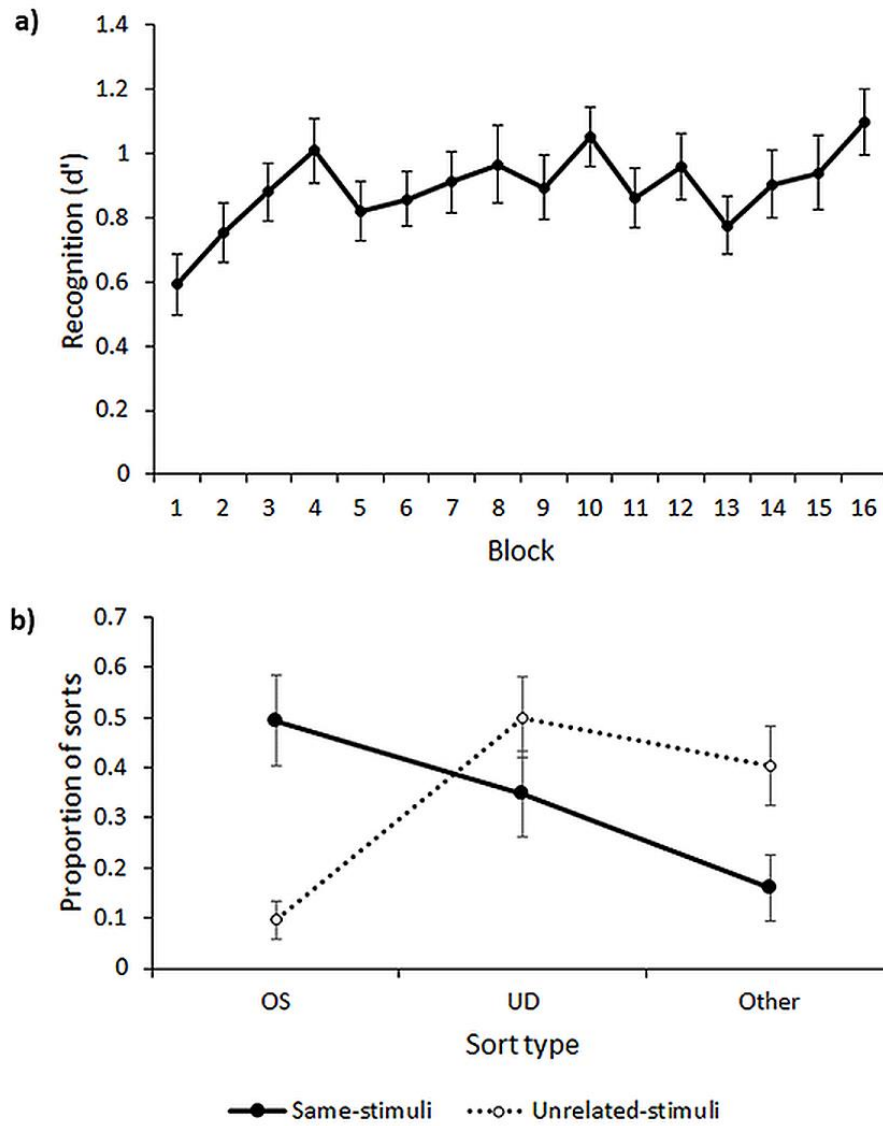 a)
1.4
1.2
1
0.8
0.6
0.4
0.2
0
Recognition (d')
1 2 3 4 5 6 7 8 9 10 11 12 13 14 15 16
Block
b)
0.7
0.6
0.5
0.4
0.3
0.2
0.1
0
Proportion of sorts
OS UD Other
Sort type
Same-stimuli Unrelated-stimuli